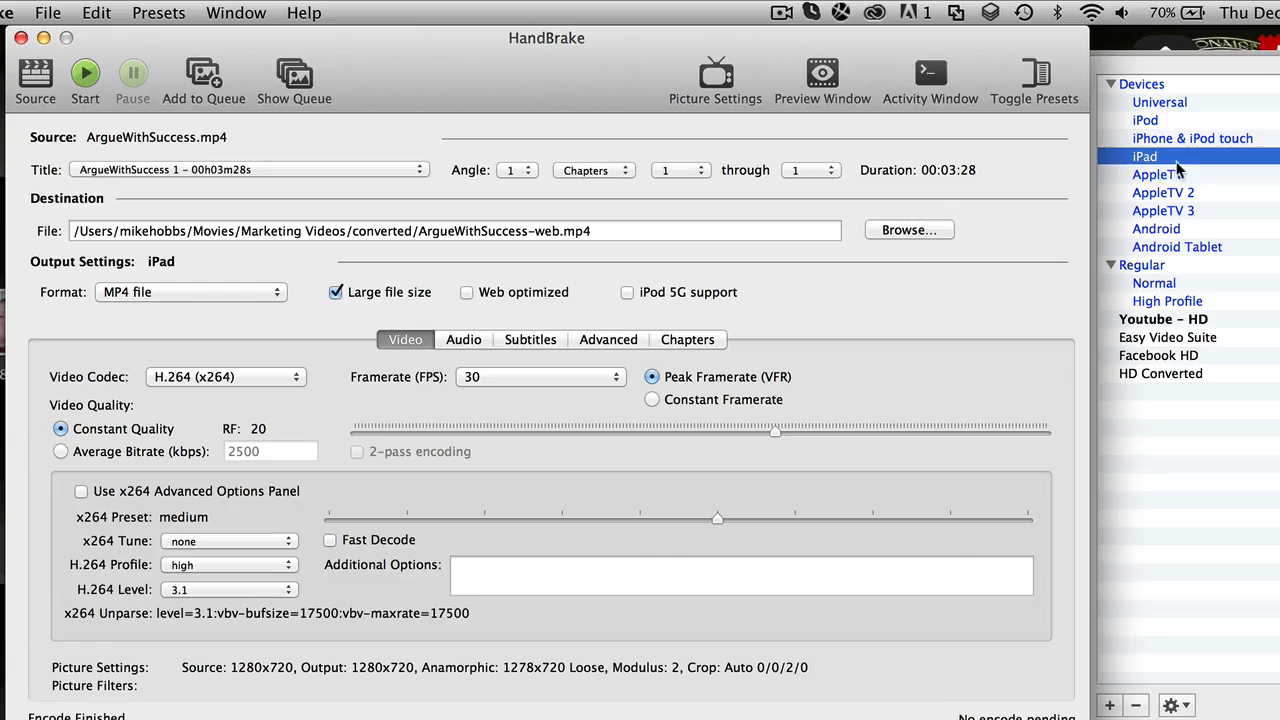 ke File Edit Presets Window Help 1 70% Thu Dec
HandBrake
Source Start Pause Add to Queue Show Queue Picture Settings Preview Window Activity Window Toggle Presets
Source: ArgueWithSuccess.mp4
Title: ArgueWithSuccess 1 - 00h03m28s Angle: 1 Chapters 1 through 1 Duration: 00:03:28
Destination
File: /Users/mikehobbs/Movies/Marketing Videos/converted/ArgueWithSuccess-web.mp4 Browse...
Output Settings: iPad
Format: MP4 file Large file size Web optimized iPod 5G support
Video Audio Subtitles Advanced Chapters
Video Codec: H.264 (x264) Framerate (FPS): 30 Peak Framerate (VFR)
Constant Framerate
Video Quality:
Constant Quality RF: 20
Average Bitrate (kbps): 2500 2-pass encoding
Use x264 Advanced Options Panel
x264 Preset: medium
x264 Tune: none Fast Decode
H.264 Profile: high Additional Options:
H.264 Level: 3.1
x264 Unparse: level=3.1:vbv-bufsize=17500:vbv-maxrate=17500
Picture Settings: Source: 1280x720, Output: 1280x720, Anamorphic: 1278x720 Loose, Modulus: 2, Crop: Auto 0/0/2/0
Picture Filters:
Encode Finished No encode pending
Devices
Universal
iPod
iPhone & iPod touch
iPad
AppleTV
AppleTV 2
AppleTV 3
Android
Android Tablet
Regular
Normal
High Profile
Youtube - HD
Easy Video Suite
Facebook HD
HD Converted